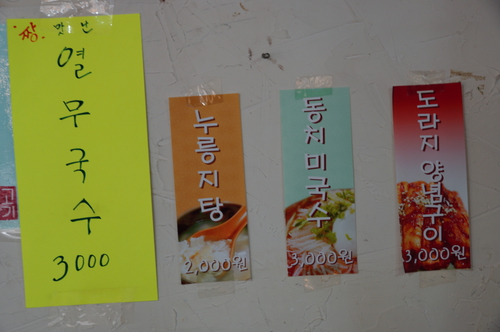 짱 맛난
열무국수
3000
누룽지탕
2,000원
동치미국수
3,000원
도라지 양념구이
3,000원
고기